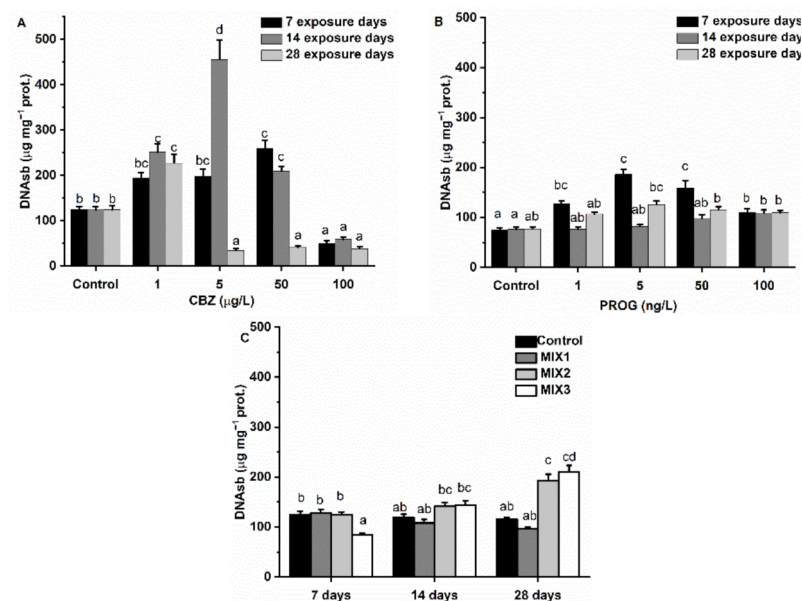 A
7 exposure days
14 exposure days
28 exposure days
DNAsb (µg mg⁻¹ prot.)
500
400
300
200
100
0
b b b
bc c c
bc d a
c c a
a a a
Control 1 5 50 100
CBZ (µg/L)
B
7 exposure days
14 exposure day
28 exposure day
DNAsb (µg mg⁻¹ prot.)
500
400
300
200
100
0
a a ab
bc ab ab
c ab bc
c ab b
b b b
Control 1 5 50 100
PROG (ng/L)
C
Control
MIX1
MIX2
MIX3
DNAsb (µg mg⁻¹ prot.)
500
400
300
200
100
0
b b b a
ab ab bc bc
ab ab c cd
7 days 14 days 28 days